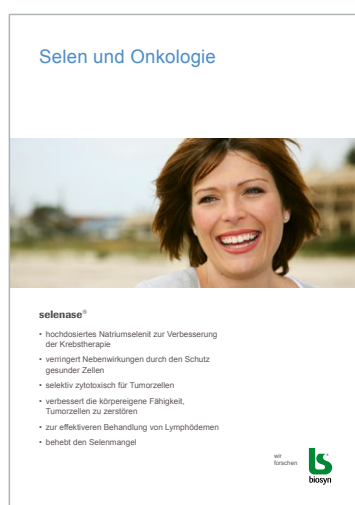 Selen und Onkologie
selenase®
• hochdosiertes Natriumselenit zur Verbesserung
der Krebstherapie
• verringert Nebenwirkungen durch den Schutz
gesunder Zellen
• selektiv zytotoxisch für Tumorzellen
• verbessert die körpereigene Fähigkeit,
Tumorzellen zu zerstören
• zur effektiveren Behandlung von Lymphödemen
• behebt den Selenmangel
wir
forschen
biosyn